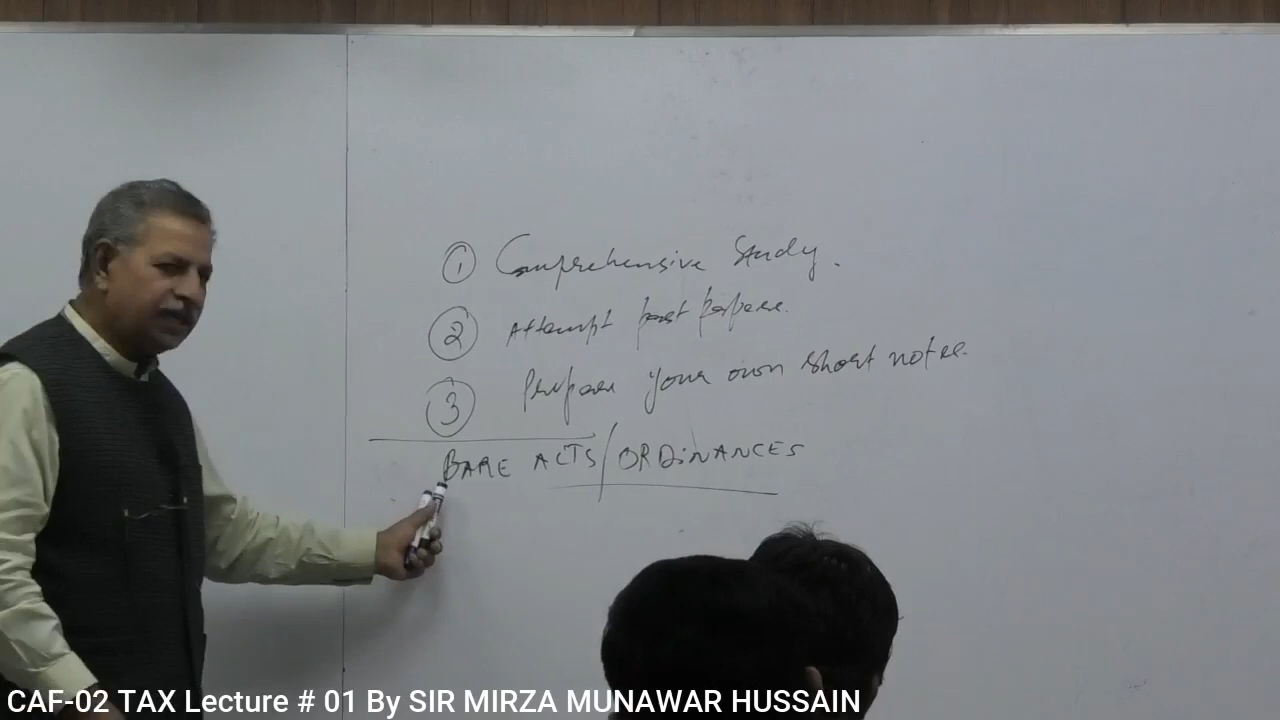 ① Comprehensive Study.
② Attempt past papers.
③ Prepare your own short notes.
BARE ACTS/ORDINANCES
CAF-02 TAX Lecture # 01 By SIR MIRZA MUNAWAR HUSSAIN